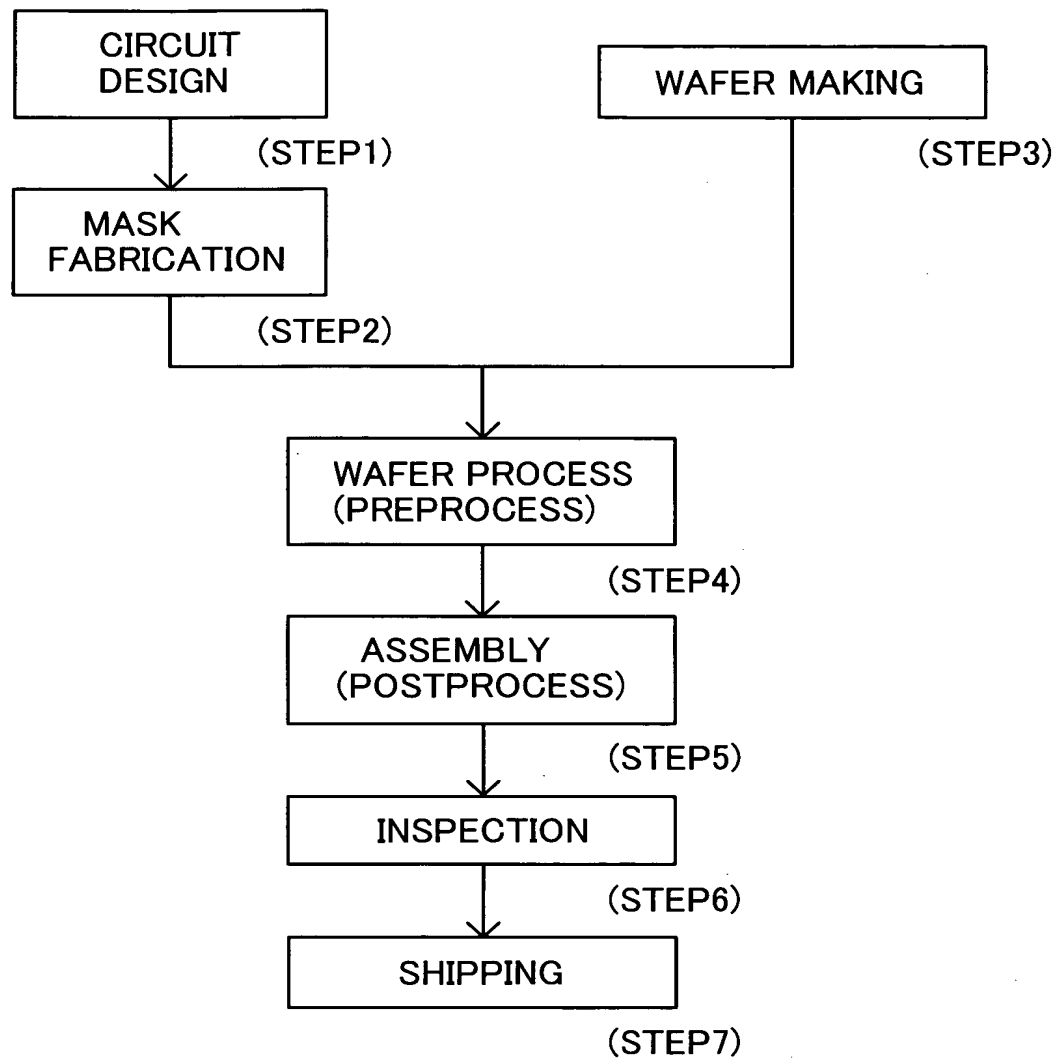 CIRCUIT
DESIGN
(STEP1)
MASK
FABRICATION
(STEP2)
WAFER MAKING
(STEP3)
WAFER PROCESS
(PREPROCESS)
(STEP4)
ASSEMBLY
(POSTPROCESS)
(STEP5)
INSPECTION
(STEP6)
SHIPPING
(STEP7)